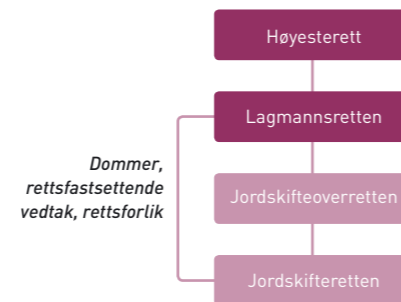 Høyesterett
Lagmannsretten
Dommer,
rettsfastsettende
vedtak, rettsforlik
Jordskifteoverretten
Jordskifteretten